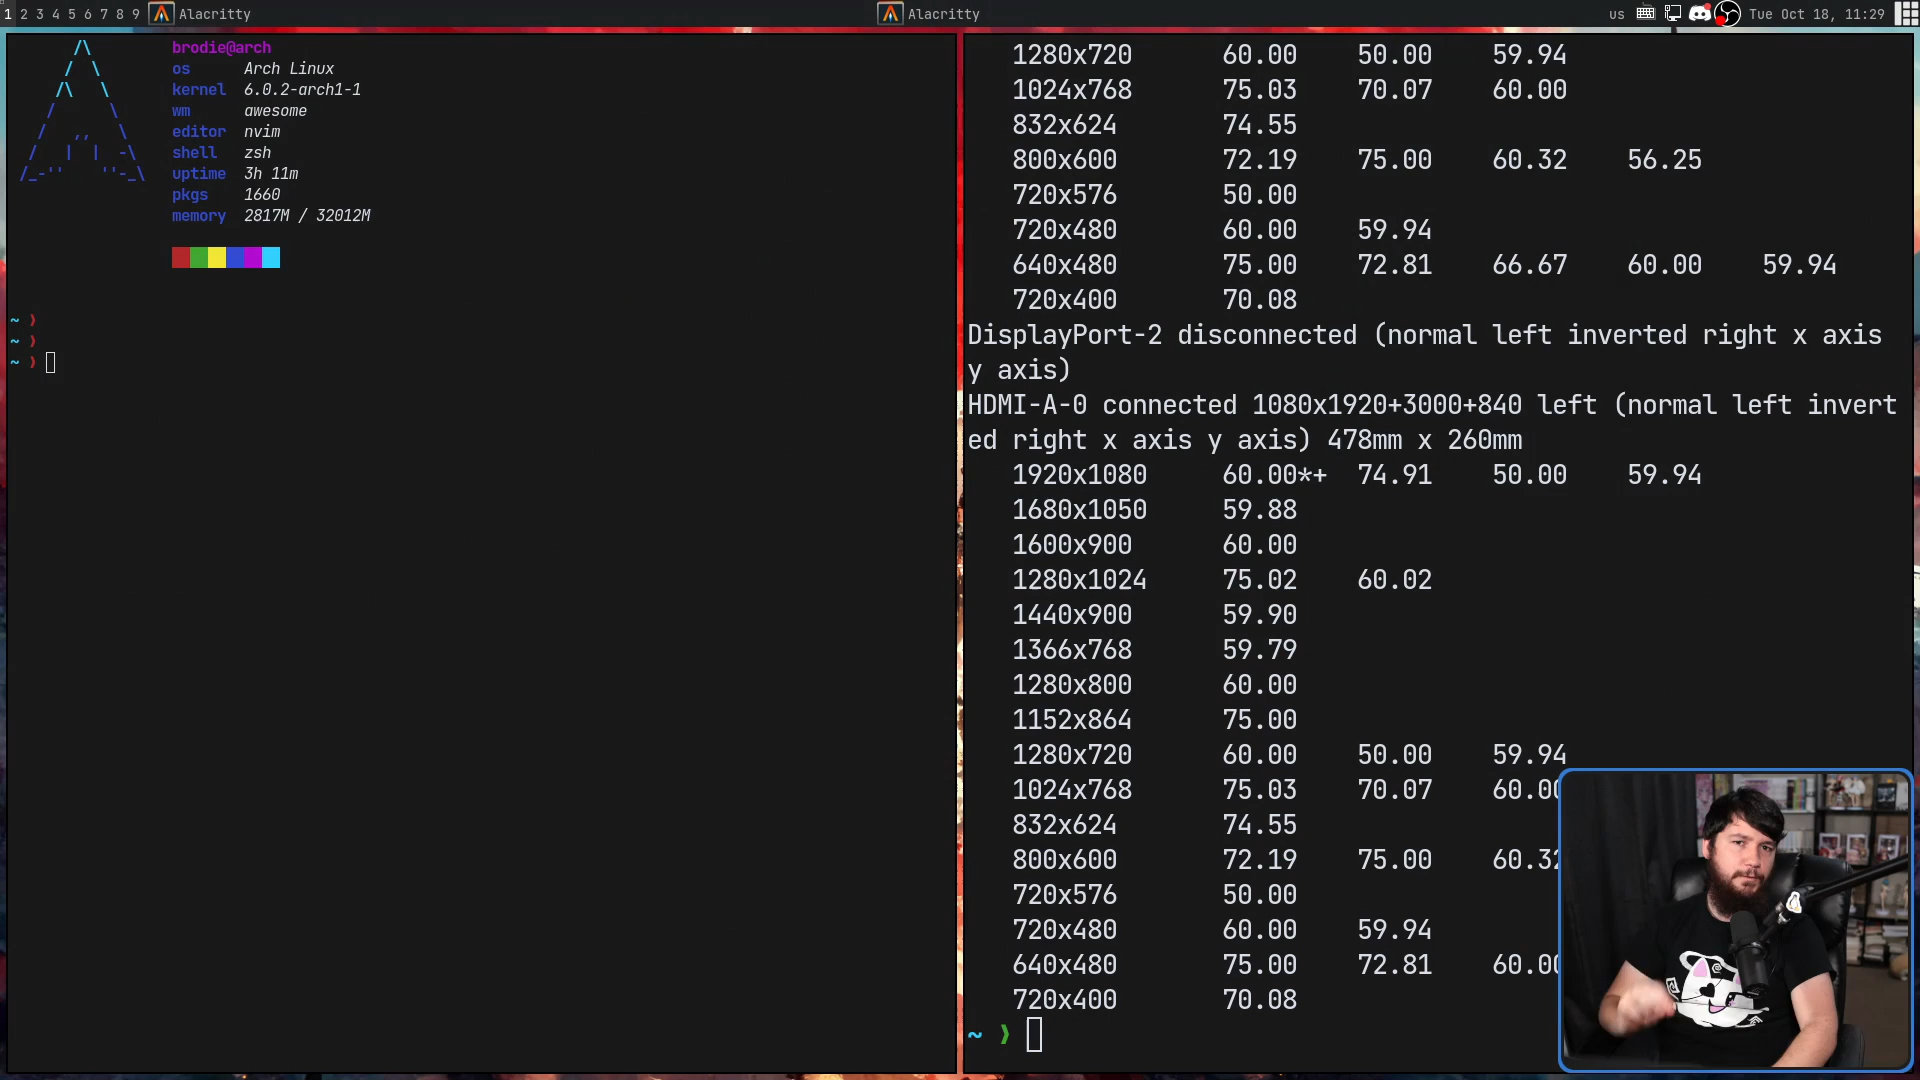 1 2 3 4 5 6 7 8 9 Alacritty Alacritty us Tue Oct 18, 11:29
brodie@arch
os Arch Linux
kernel 6.0.2-arch1-1
wm awesome
editor nvim
shell zsh
uptime 3h 11m
pkgs 1660
memory 2817M / 32012M
~ ❯
~ ❯
~ ❯
1280x720 60.00 50.00 59.94
1024x768 75.03 70.07 60.00
832x624 74.55
800x600 72.19 75.00 60.32 56.25
720x576 50.00
720x480 60.00 59.94
640x480 75.00 72.81 66.67 60.00 59.94
720x400 70.08
DisplayPort-2 disconnected (normal left inverted right x axis
y axis)
HDMI-A-0 connected 1080x1920+3000+840 left (normal left invert
ed right x axis y axis) 478mm x 260mm
1920x1080 60.00*+ 74.91 50.00 59.94
1680x1050 59.88
1600x900 60.00
1280x1024 75.02 60.02
1440x900 59.90
1366x768 59.79
1280x800 60.00
1152x864 75.00
1280x720 60.00 50.00 59.94
1024x768 75.03 70.07 60.00
832x624 74.55
800x600 72.19 75.00 60.32
720x576 50.00
720x480 60.00 59.94
640x480 75.00 72.81 60.00
720x400 70.08
~ ❯